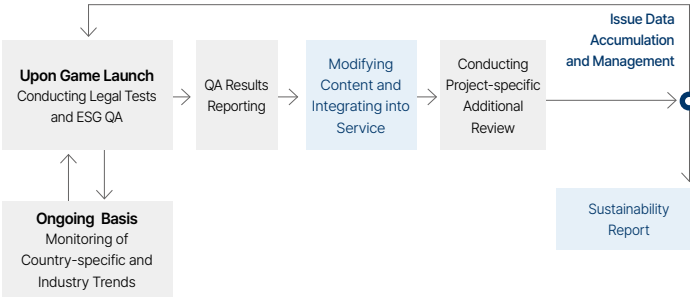 Issue Data
Accumulation
and Management
Upon Game Launch
Conducting Legal Tests
and ESG QA
QA Results
Reporting
Modifying
Content and
Integrating into
Service
Conducting
Project-specific
Additional
Review
Ongoing Basis
Monitoring of
Country-specific and
Industry Trends
Sustainability
Report